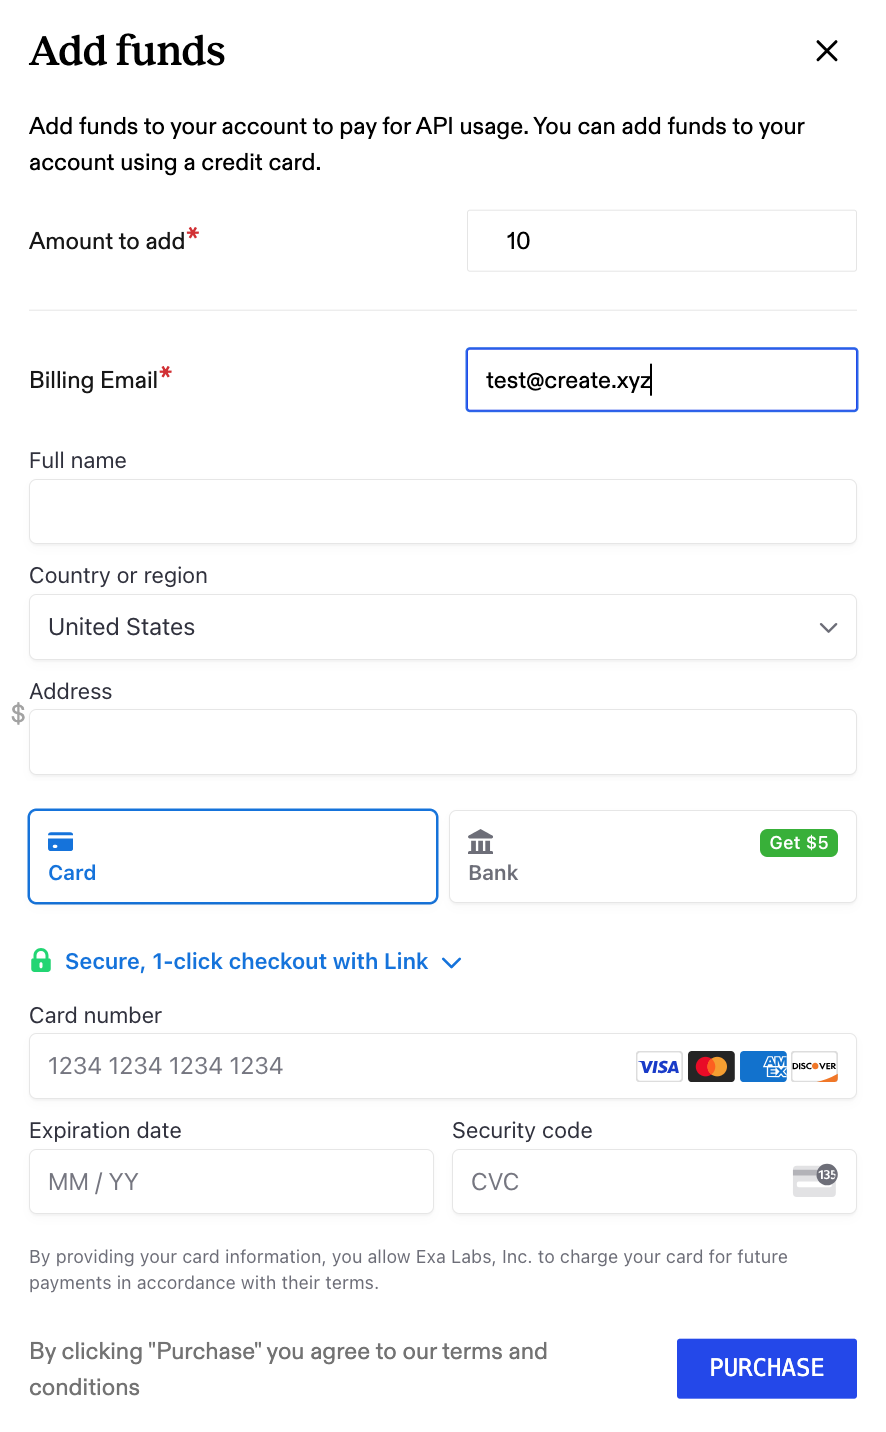 Add funds
Add funds to your account to pay for API usage. You can add funds to your
account using a credit card.
Amount to add*
10
Billing Email*
test@create.xyz
Full name
Country or region
United States
Address
$
Card
Bank
Get $5
Secure, 1-click checkout with Link
Card number
1234 1234 1234 1234
VISA
AM
EX
DISCOVER
Expiration date
Security code
MM / YY
CVC
135
By providing your card information, you allow Exa Labs, Inc. to charge your card for future
payments in accordance with their terms.
By clicking "Purchase" you agree to our terms and
conditions
PURCHASE